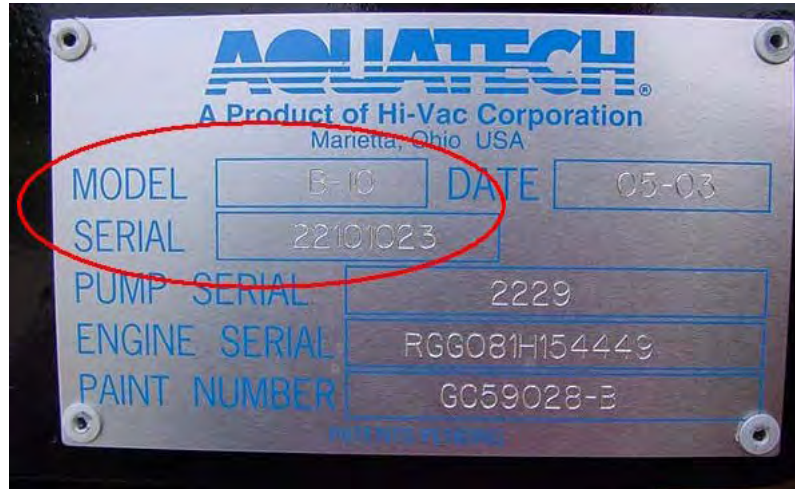 AQUATECH®
A Product of Hi-Vac Corporation
Marietta, Ohio USA
MODEL B-10 DATE 05-03
SERIAL 22101023
PUMP SERIAL 2229
ENGINE SERIAL RG6081H154449
PAINT NUMBER GC59028-B
PATENTS PENDING